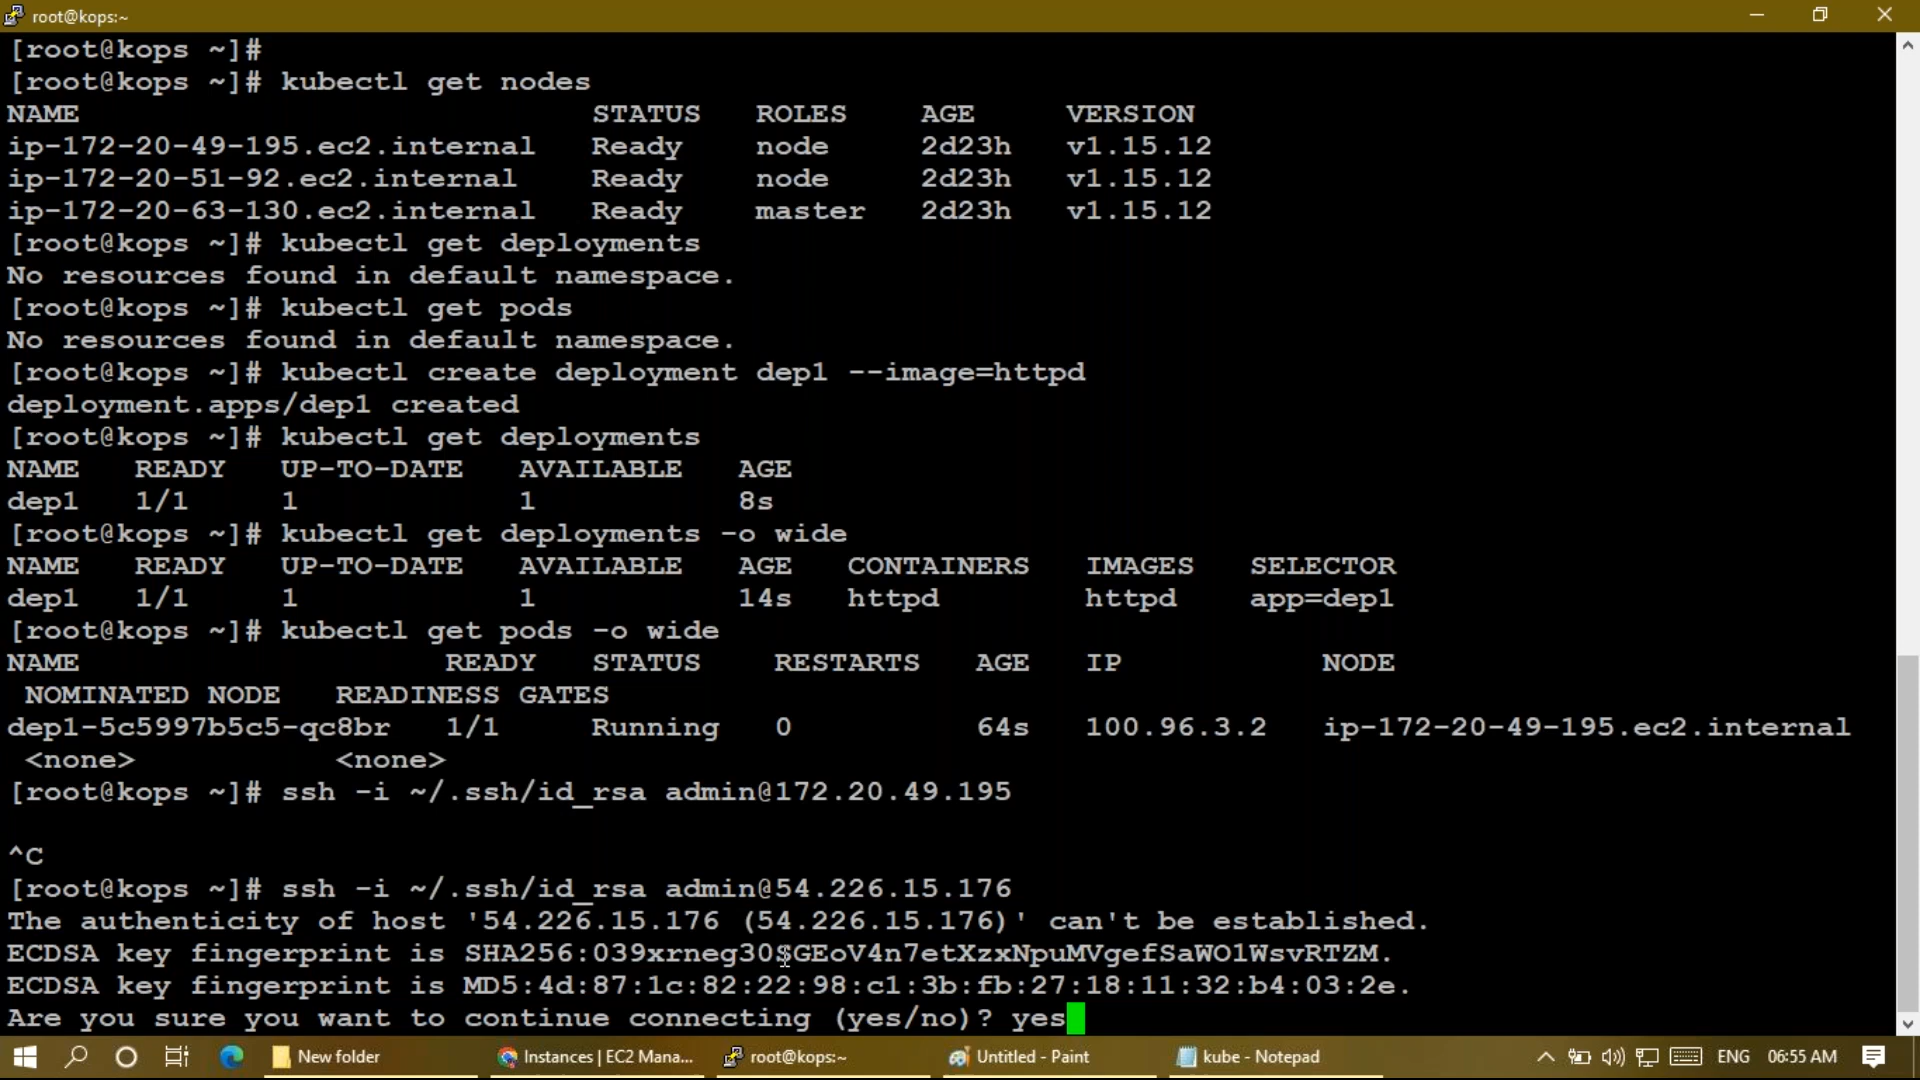 root@kops:~
[root@kops ~]#
[root@kops ~]# kubectl get nodes
NAME STATUS ROLES AGE VERSION
ip-172-20-49-195.ec2.internal Ready node 2d23h v1.15.12
ip-172-20-51-92.ec2.internal Ready node 2d23h v1.15.12
ip-172-20-63-130.ec2.internal Ready master 2d23h v1.15.12
[root@kops ~]# kubectl get deployments
No resources found in default namespace.
[root@kops ~]# kubectl get pods
No resources found in default namespace.
[root@kops ~]# kubectl create deployment dep1 --image=httpd
deployment.apps/dep1 created
[root@kops ~]# kubectl get deployments
NAME READY UP-TO-DATE AVAILABLE AGE
dep1 1/1 1 1 8s
[root@kops ~]# kubectl get deployments -o wide
NAME READY UP-TO-DATE AVAILABLE AGE CONTAINERS IMAGES SELECTOR
dep1 1/1 1 1 14s httpd httpd app=dep1
[root@kops ~]# kubectl get pods -o wide
NAME READY STATUS RESTARTS AGE IP NODE
NOMINATED NODE READINESS GATES
dep1-5c5997b5c5-qc8br 1/1 Running 0 64s 100.96.3.2 ip-172-20-49-195.ec2.internal
<none> <none>
[root@kops ~]# ssh -i ~/.ssh/id_rsa admin@172.20.49.195
^C
[root@kops ~]# ssh -i ~/.ssh/id_rsa admin@54.226.15.176
The authenticity of host '54.226.15.176 (54.226.15.176)' can't be established.
ECDSA key fingerprint is SHA256:039xrneg30SGEoV4n7etXzxNpuMVgefSaWO1WsvRTZM.
ECDSA key fingerprint is MD5:4d:87:1c:82:22:98:c1:3b:fb:27:18:11:32:b4:03:2e.
Are you sure you want to continue connecting (yes/no)? yes
New folder
Instances | EC2 Mana...
root@kops:~
Untitled - Paint
kube - Notepad
ENG
06:55 AM